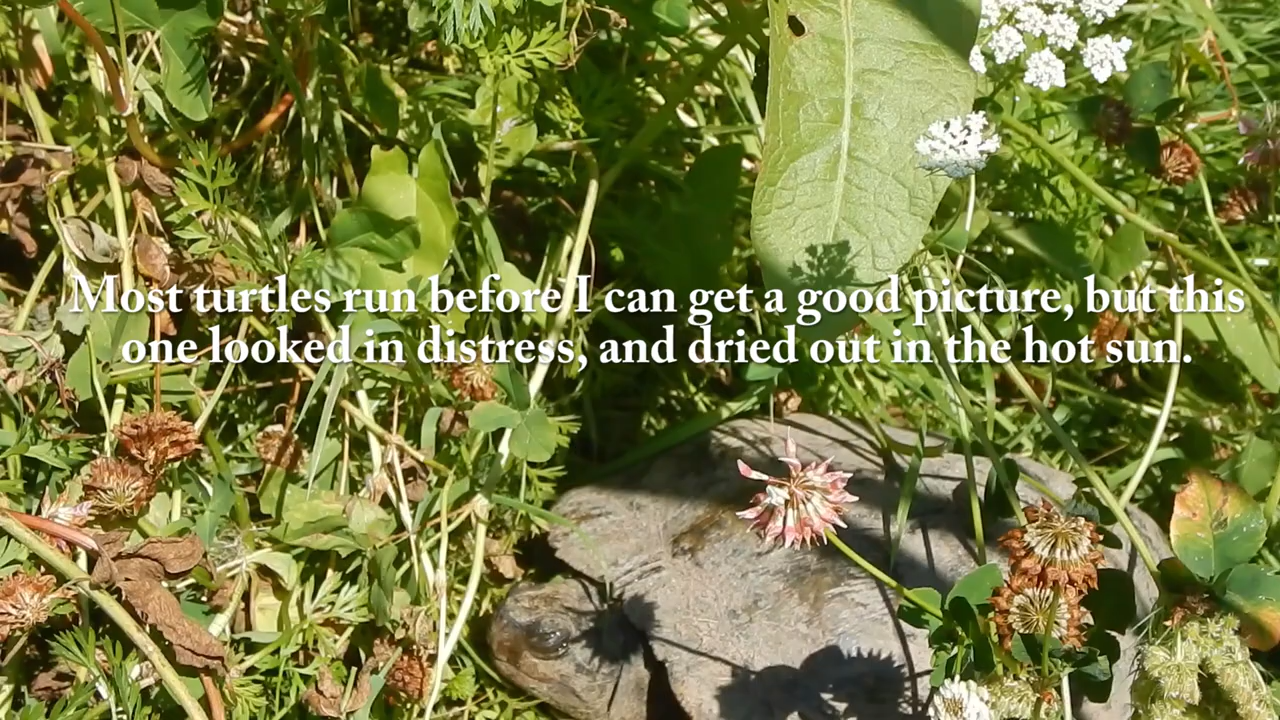 Most turtles run before I can get a good picture, but this
one looked in distress, and dried out in the hot sun.